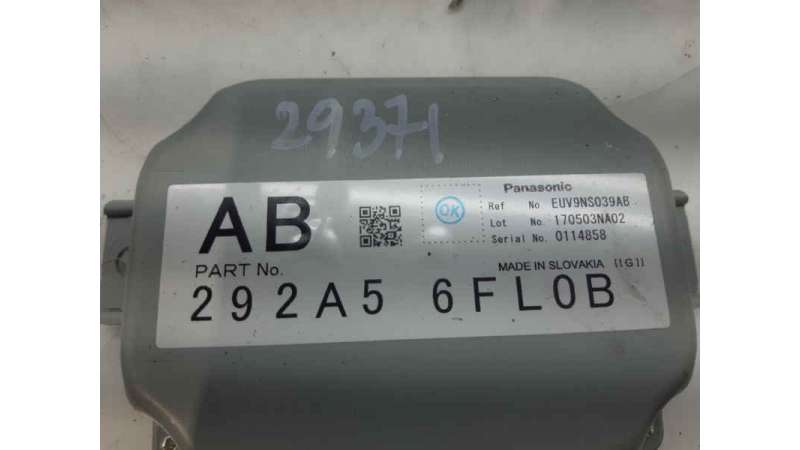 29371
AB
OK
Panasonic
Ref No. EUV9NS039AB
Lot No. 170503NA02
Serial No. 0114858
PART No.
MADE IN SLOVAKIA [[G]]
292A5 6FL0B